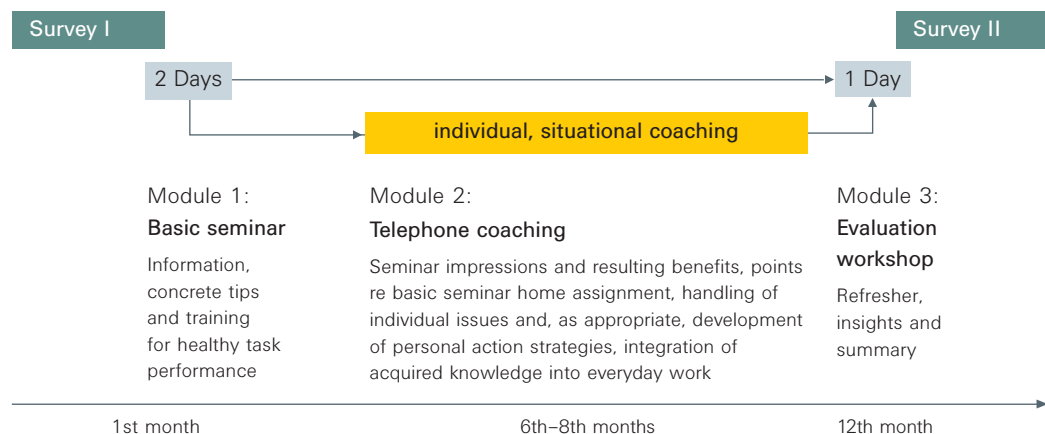 Survey I
Survey II
2 Days
1 Day
individual, situational coaching
Module 1:
Basic seminar
Information,
concrete tips
and training
for healthy task
performance
Module 2:
Telephone coaching
Seminar impressions and resulting benefits, points
re basic seminar home assignment, handling of
individual issues and, as appropriate, development
of personal action strategies, integration of
acquired knowledge into everyday work
Module 3:
Evaluation
workshop
Refresher,
insights and
summary
1st month
6th–8th months
12th month